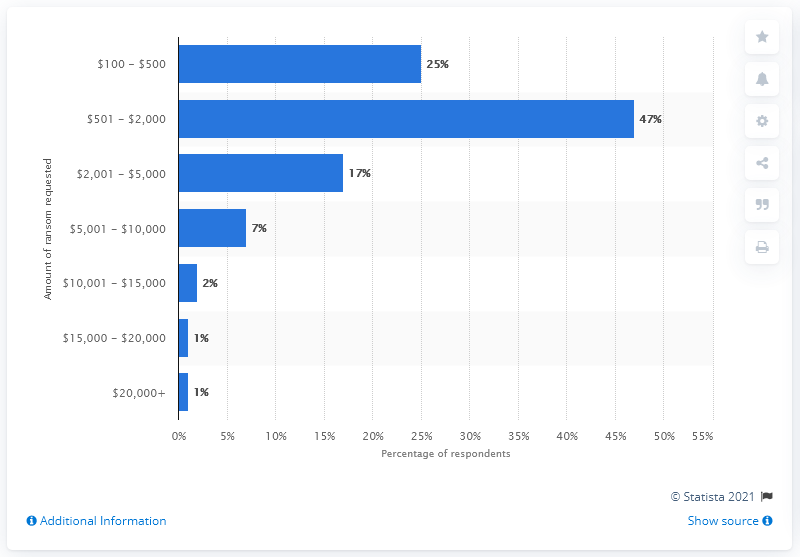 Amount of ransom requested
$100 – $500
25%
$501 – $2,000
47%
$2,001 – $5,000
17%
$5,001 – $10,000
7%
$10,001 – $15,000
2%
$15,000 – $20,000
1%
$20,000+
1%
0% 5% 10% 15% 20% 25% 30% 35% 40% 45% 50% 55%
Percentage of respondents
© Statista 2021
Additional Information
Show source